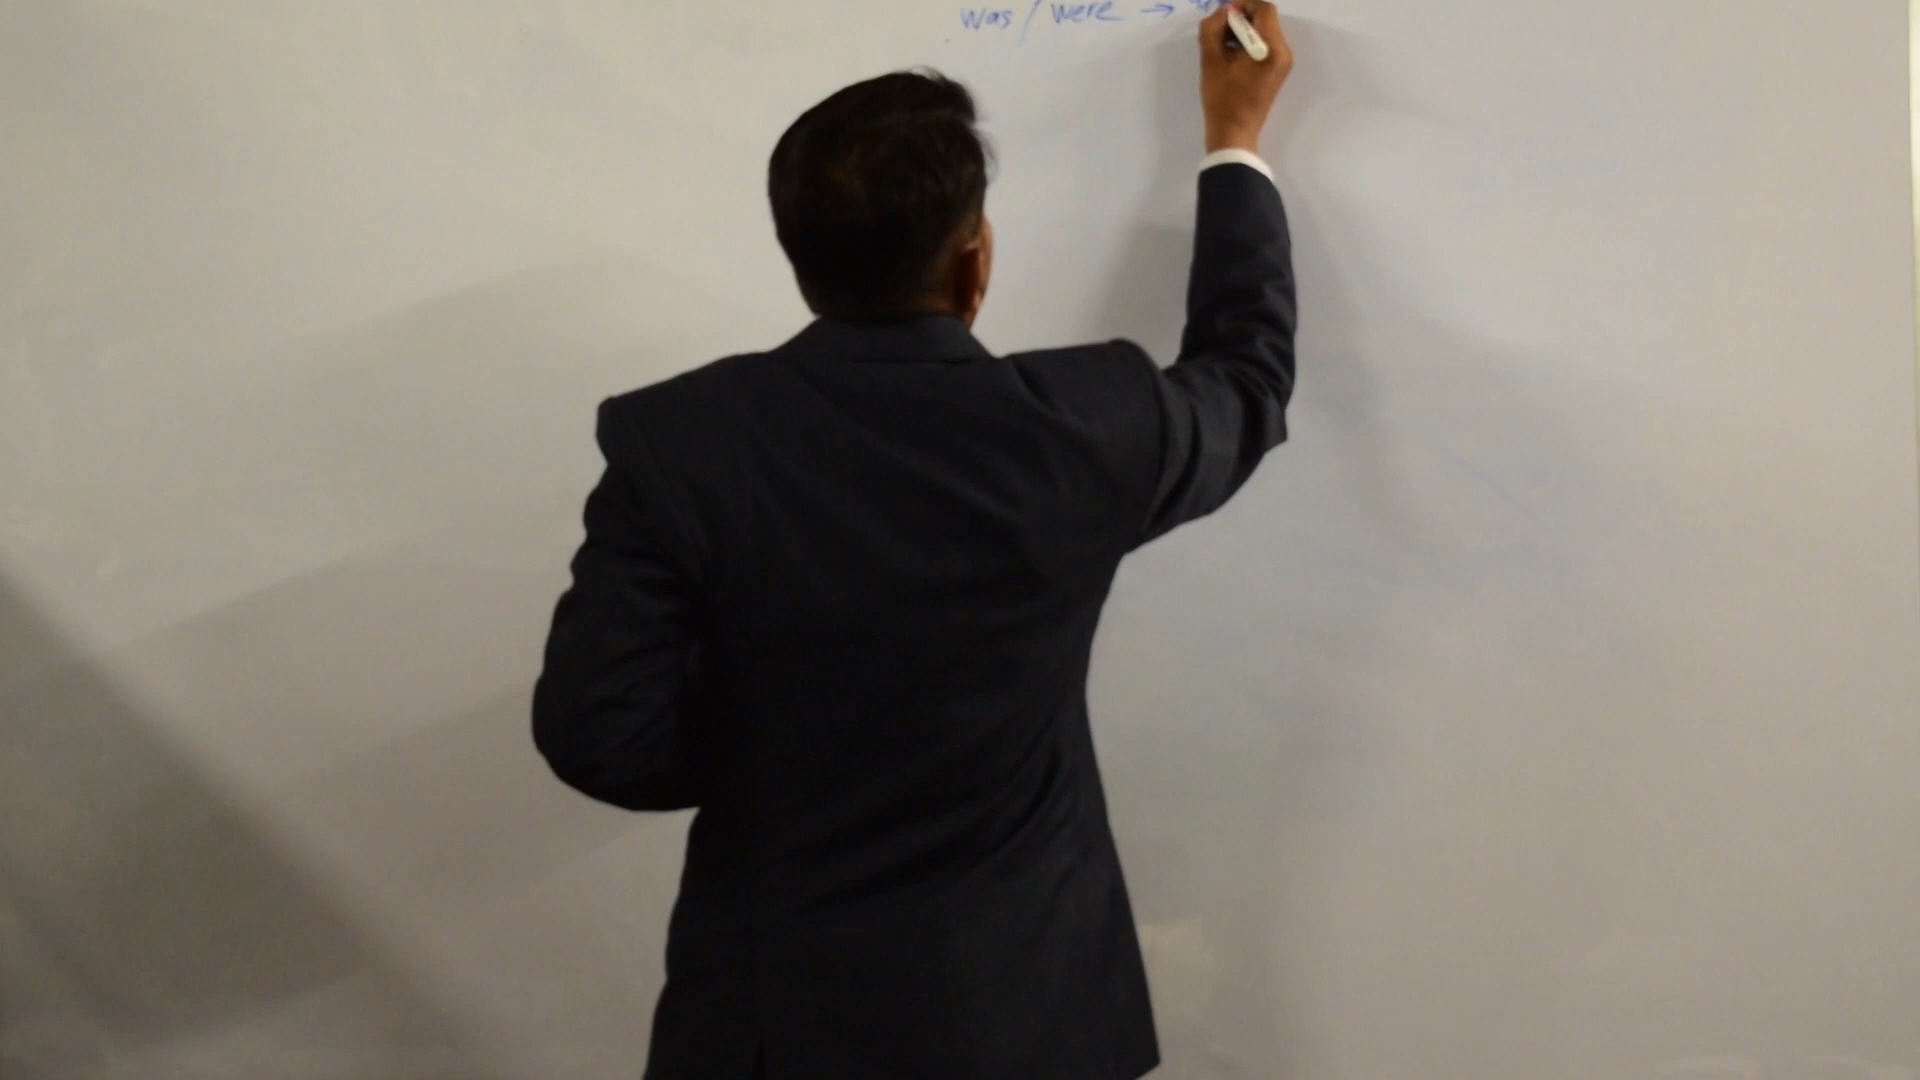 was / were →